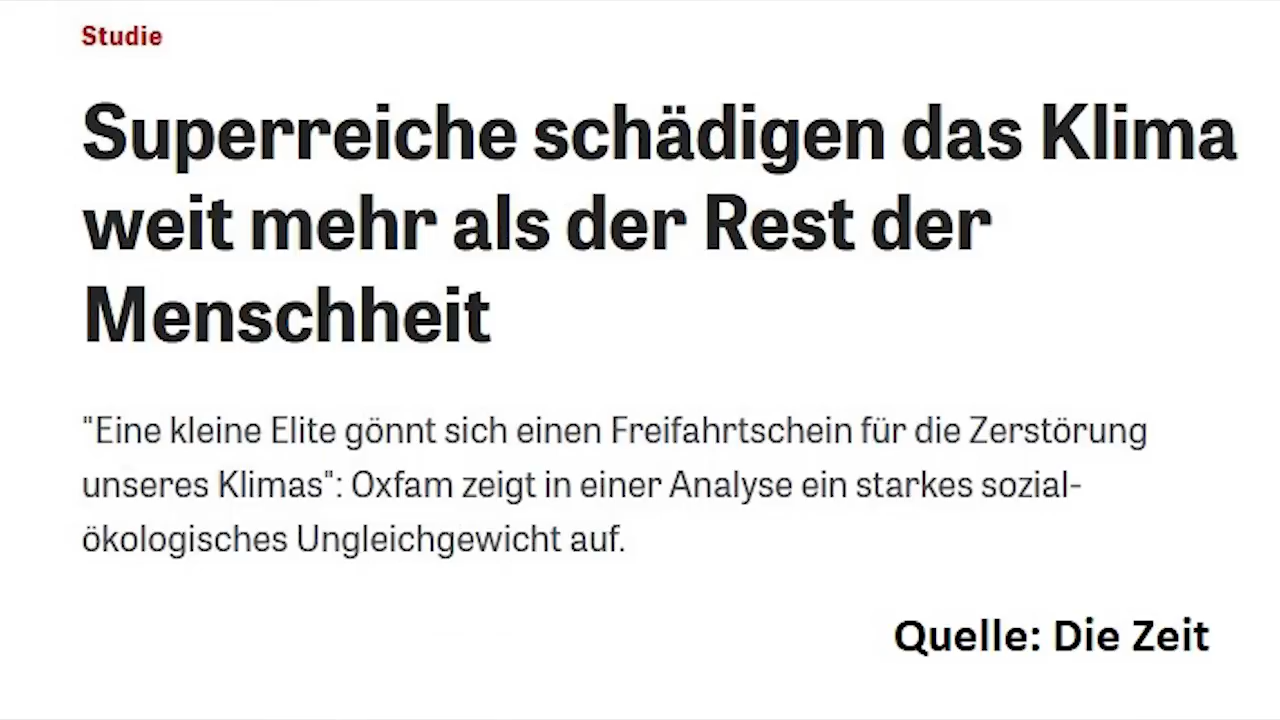 Studie
Superreiche schädigen das Klima
weit mehr als der Rest der
Menschheit
"Eine kleine Elite gönnt sich einen Freifahrtschein für die Zerstörung
unseres Klimas": Oxfam zeigt in einer Analyse ein starkes sozial-
ökologisches Ungleichgewicht auf.
Quelle: Die Zeit